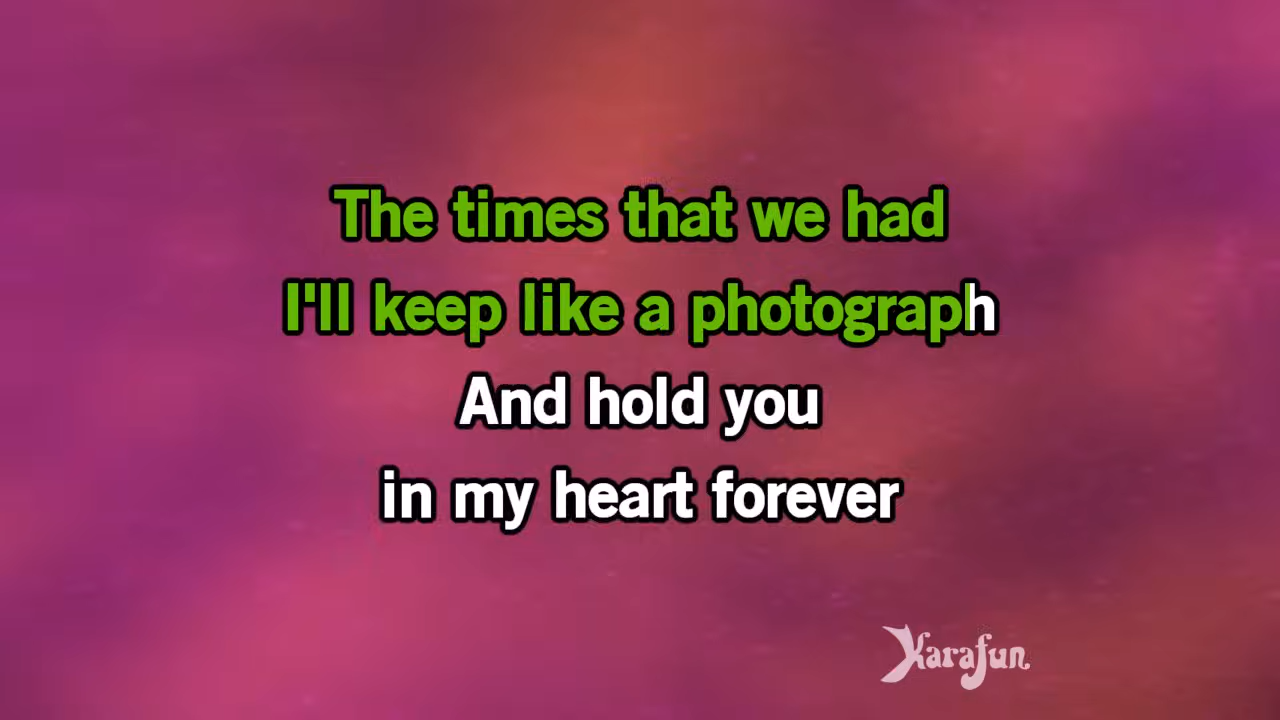 The times that we had
I'll keep like a photograph
And hold you
in my heart forever
Karafun